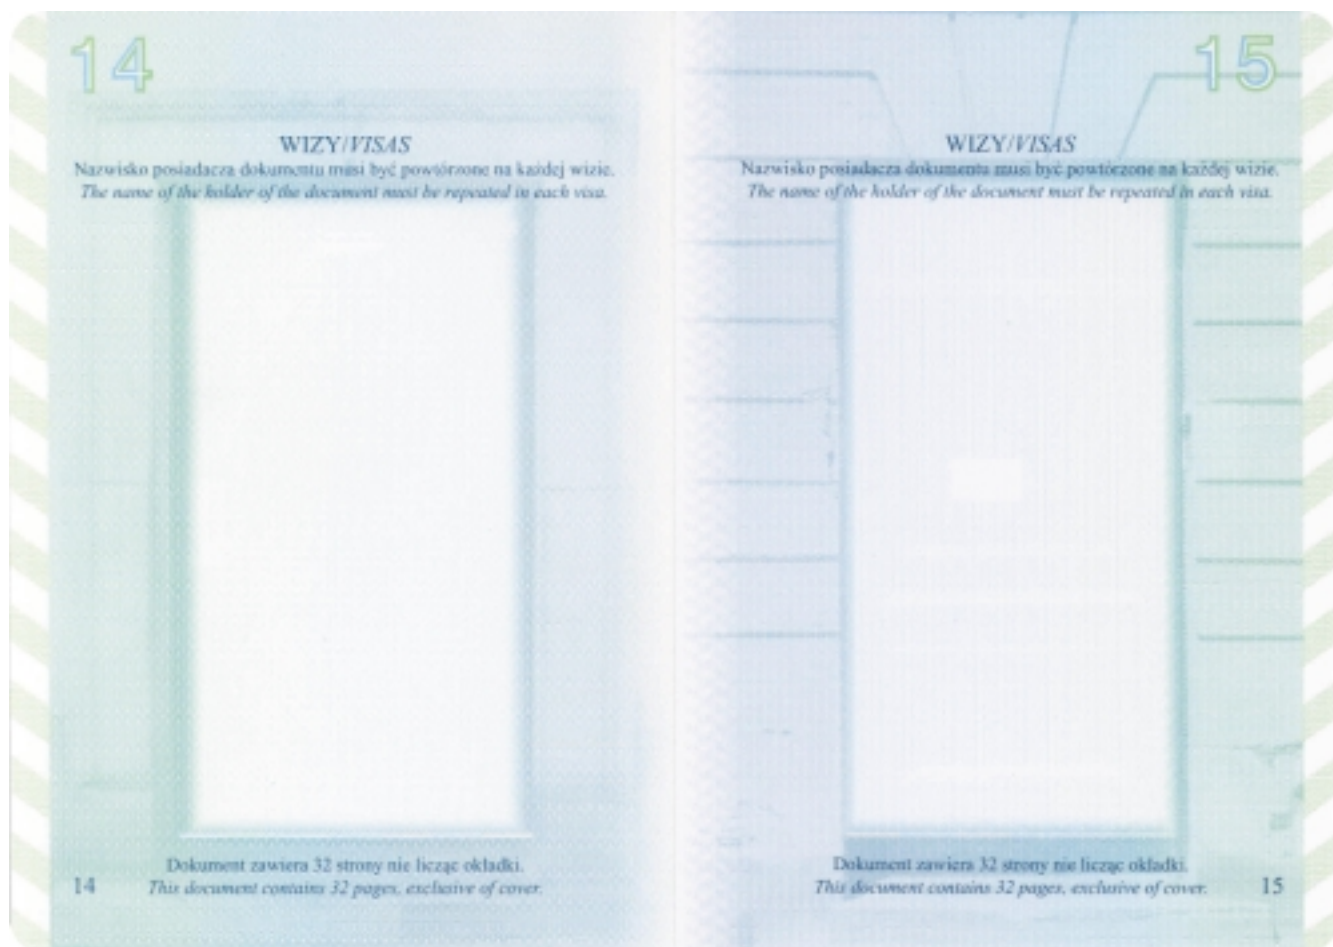 14
WIZY/VISAS
Nazwisko posiadacza dokumentu musi być powtórzone na każdej wizie.
The name of the holder of the document must be repeated in each visa.
Dokument zawiera 32 strony nie licząc okładki.
14 This document contains 32 pages, exclusive of cover.
15
WIZY/VISAS
Nazwisko posiadacza dokumentu musi być powtórzone na każdej wizie.
The name of the holder of the document must be repeated in each visa.
Dokument zawiera 32 strony nie licząc okładki.
This document contains 32 pages, exclusive of cover. 15